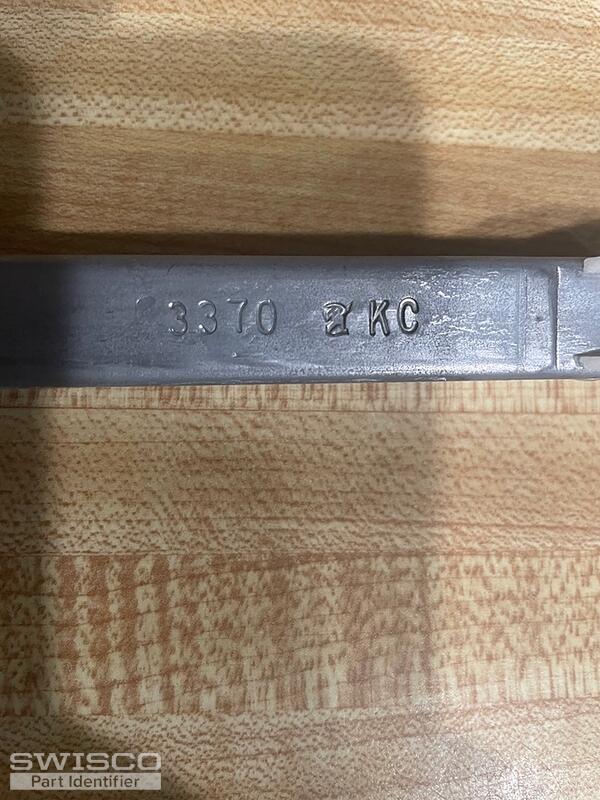 3370 KC
SWISCO
Part Identifier